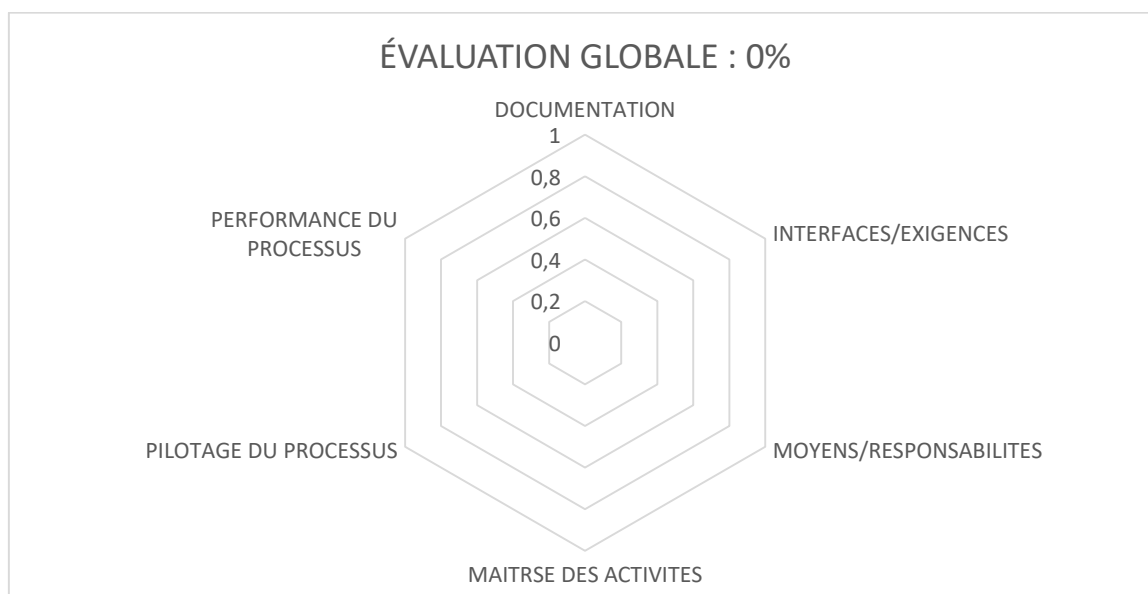 ÉVALUATION GLOBALE : 0%
DOCUMENTATION
1
0,8
0,6
0,4
0,2
0
PERFORMANCE DU
PROCESSUS
INTERFACES/EXIGENCES
PILOTAGE DU PROCESSUS
MOYENS/RESPONSABILITES
MAITRSE DES ACTIVITES